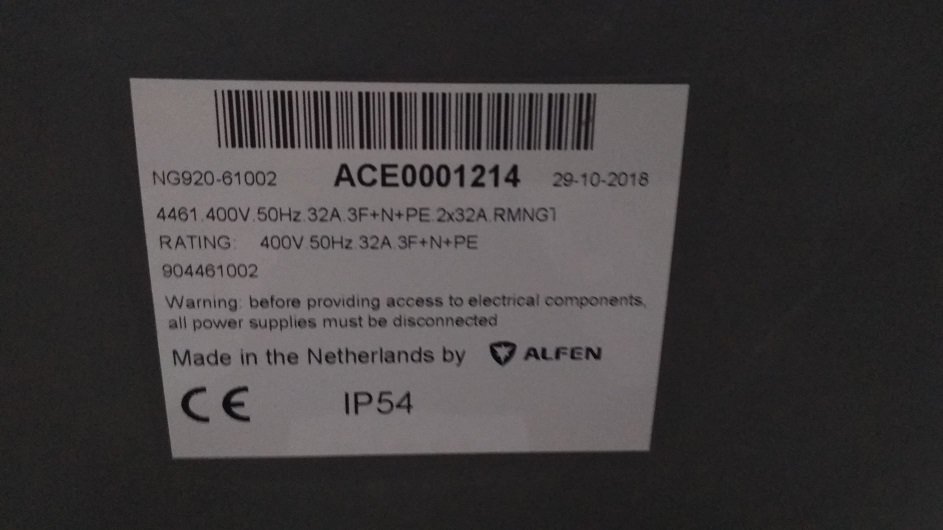 NG920-61002 ACE0001214 29-10-2018
4461.400V.50Hz.32A.3F+N+PE.2x32A.RMNG1
RATING: 400V.50Hz.32A.3F+N+PE
904461002
Warning: before providing access to electrical components,
all power supplies must be disconnected
Made in the Netherlands by ALFEN
CE IP54